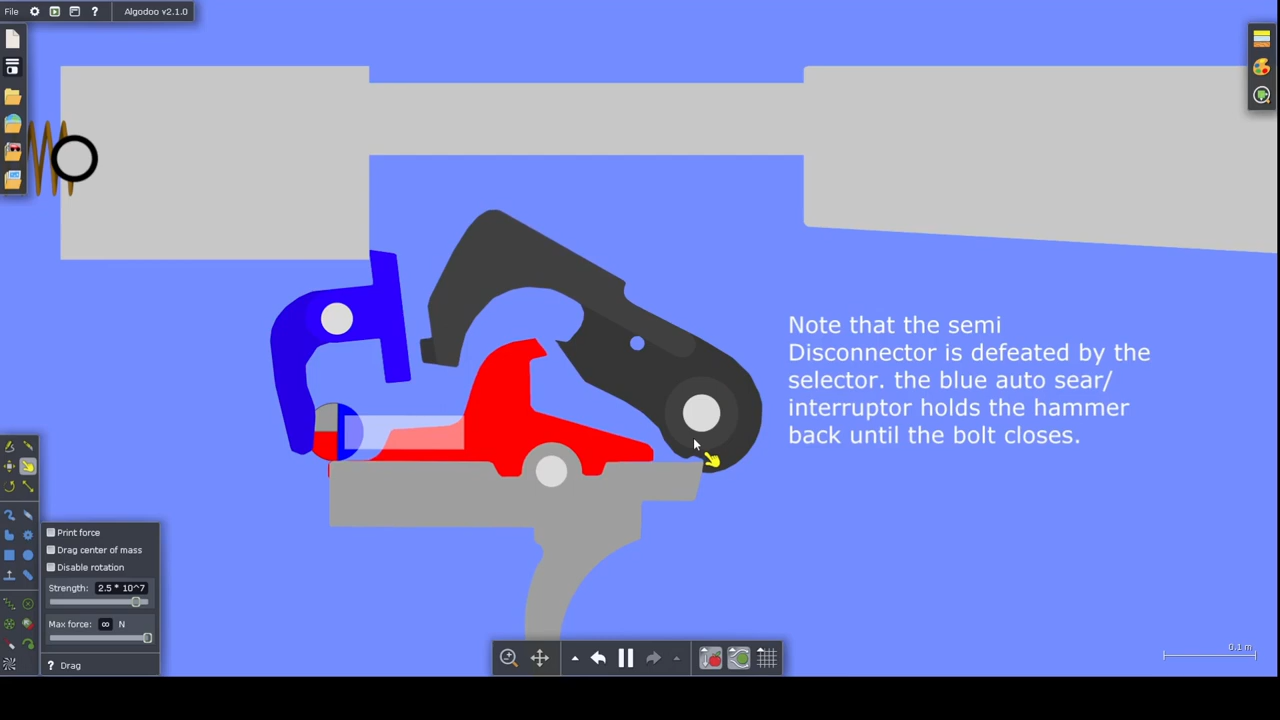 File
?
Algodoo v2.1.0
Note that the semi
Disconnector is defeated by the
selector. the blue auto sear/
interruptor holds the hammer
back until the bolt closes.
Print force
Drag center of mass
Disable rotation
Strength: 2.5 * 10^7
Max force: ∞ N
? Drag
0.1 m